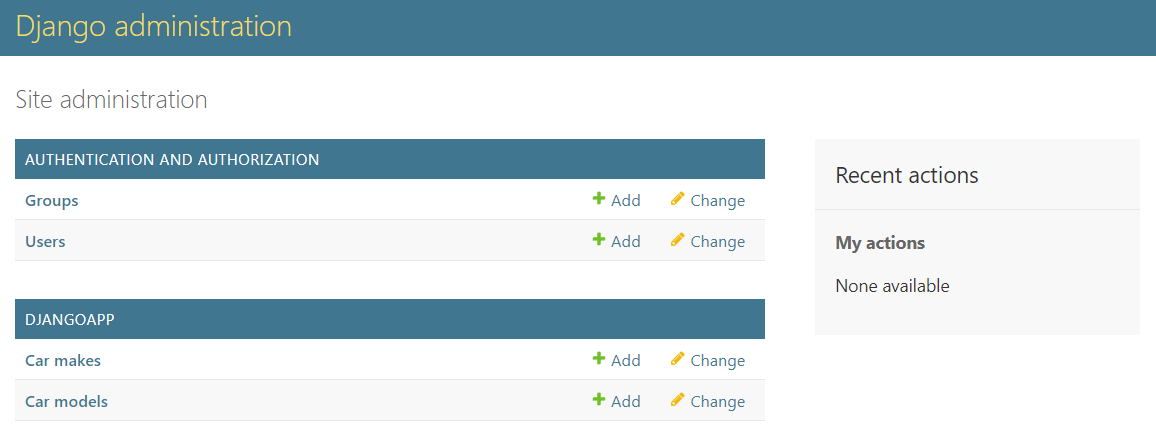 Django administration
Site administration
AUTHENTICATION AND AUTHORIZATION
Groups Add Change
Users Add Change
DJANGOAPP
Car makes Add Change
Car models Add Change
Recent actions
My actions
None available